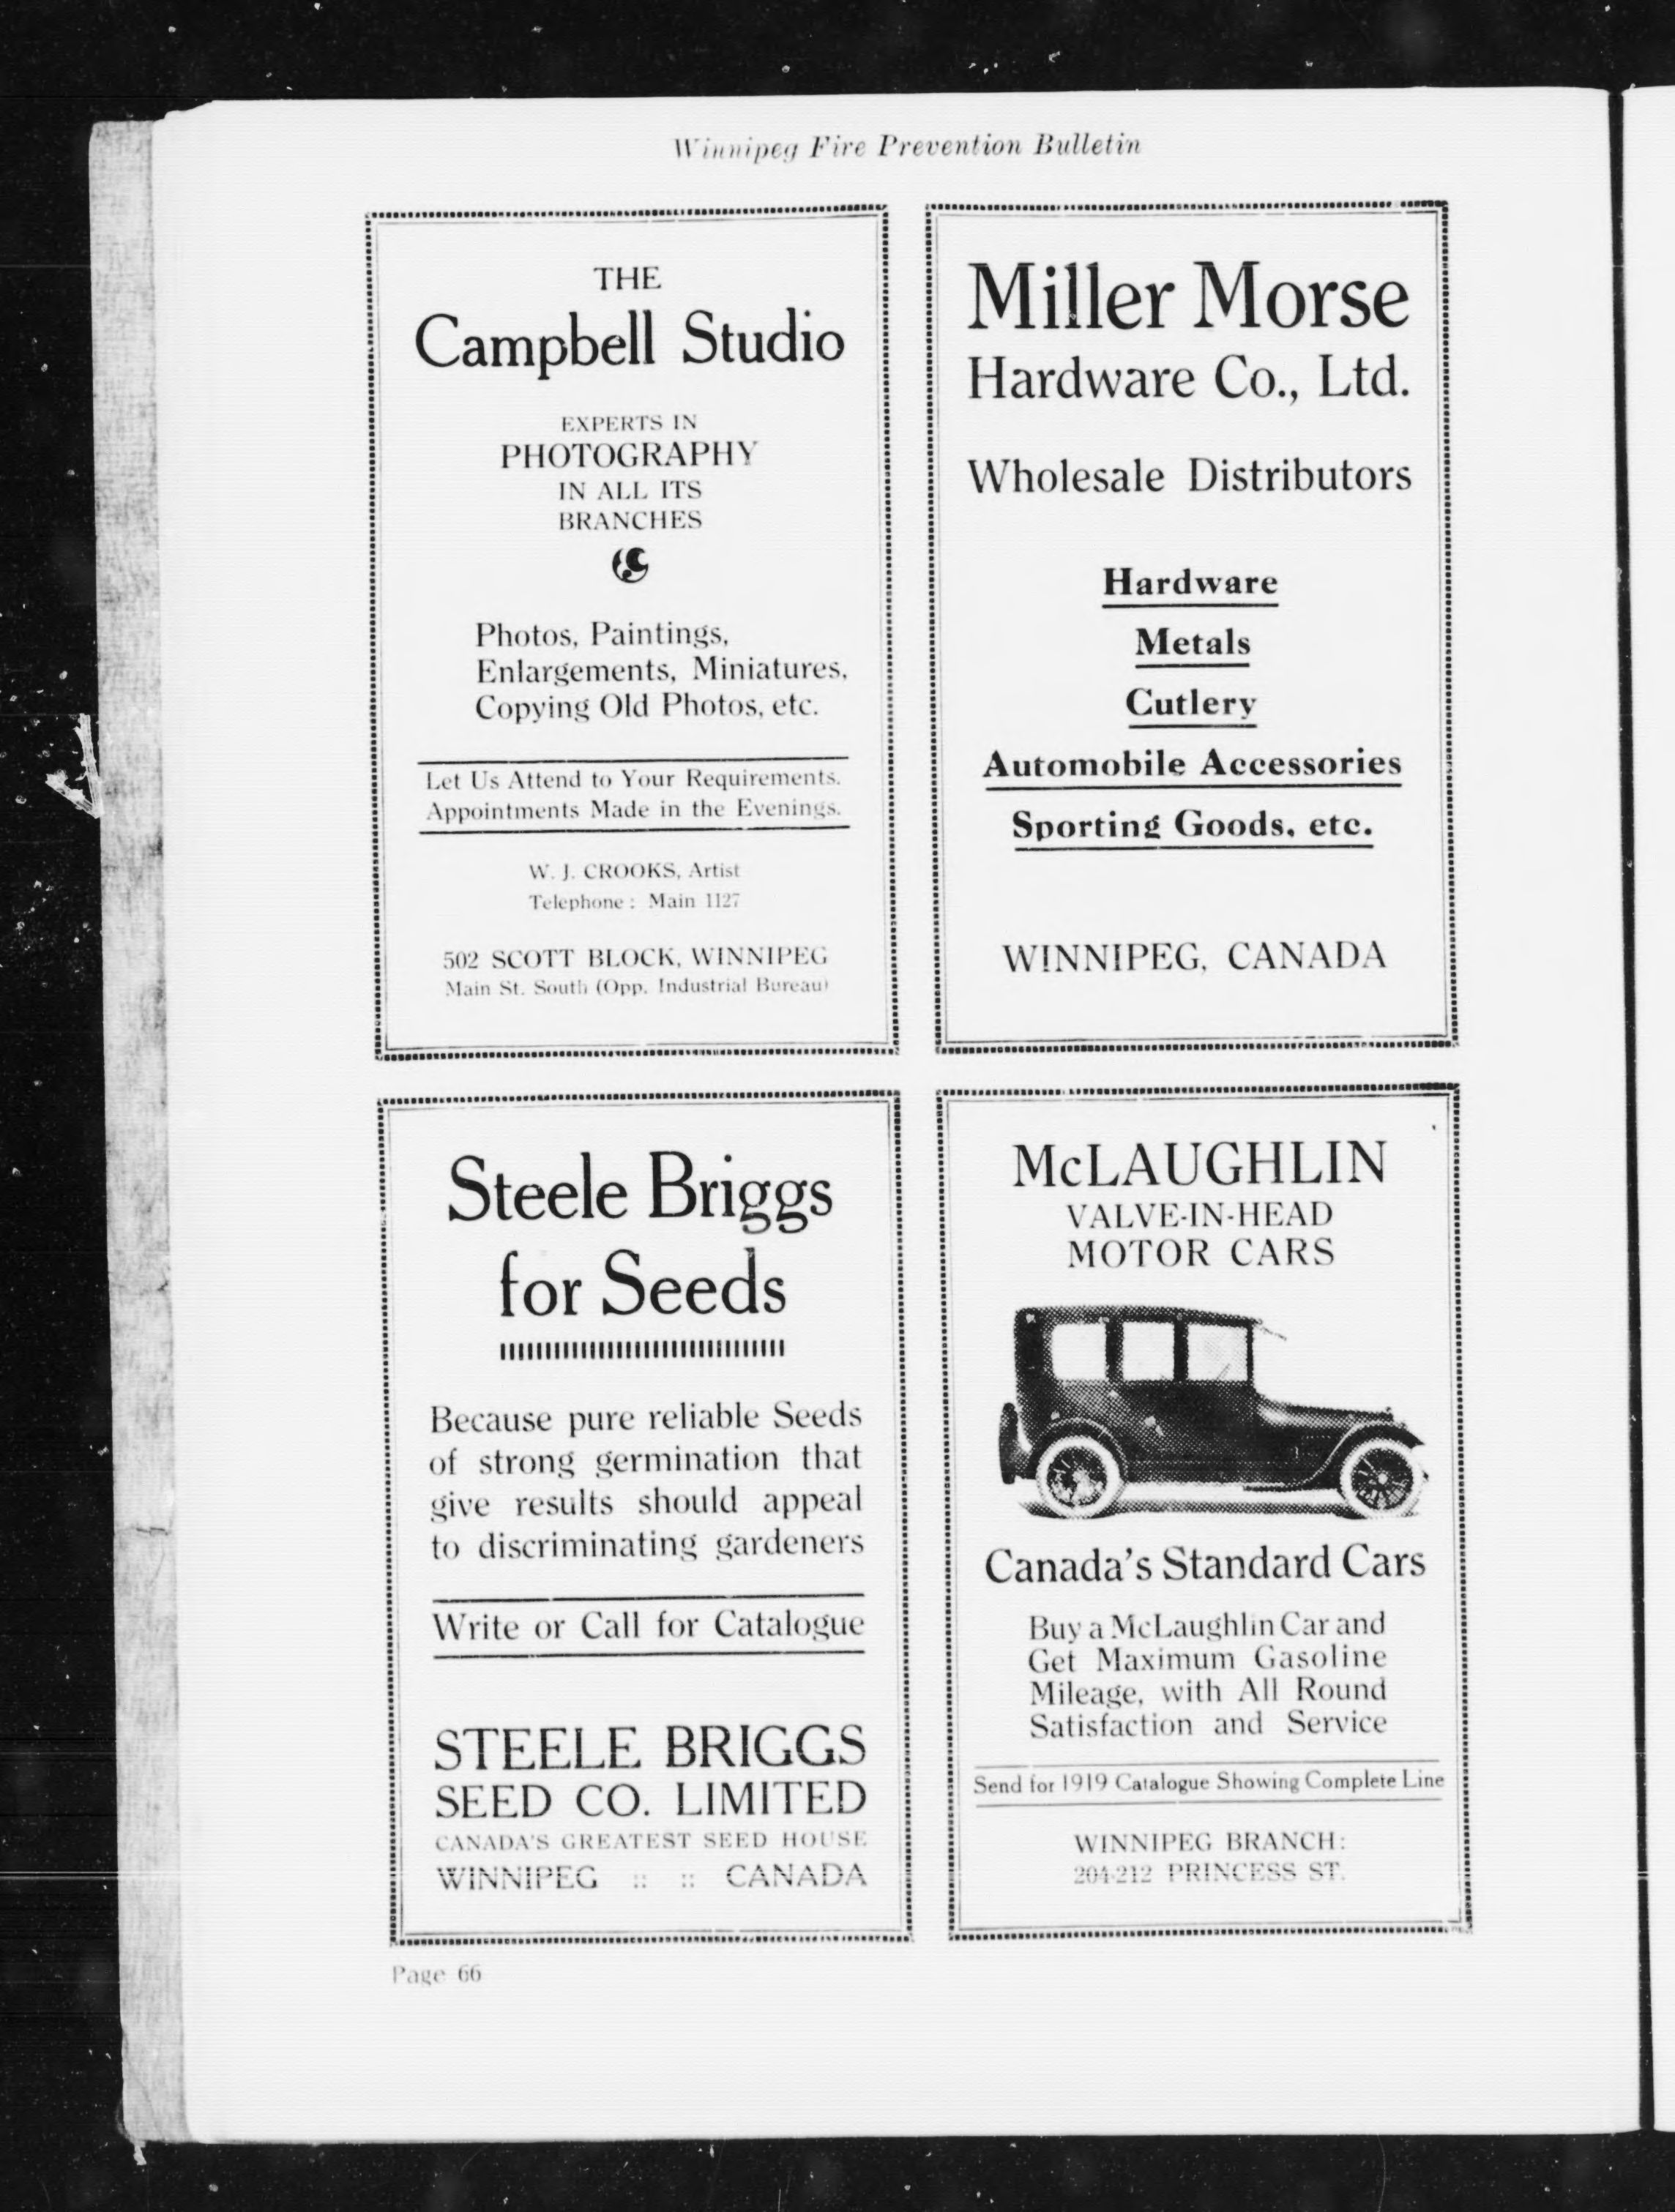 Winnipeg Fire Prevention Bulletin
THE
Campbell Studio
EXPERTS IN
PHOTOGRAPHY
IN ALL ITS
BRANCHES
Photos, Paintings,
Enlargements, Miniatures,
Copying Old Photos, etc.
Let Us Attend to Your Requirements.
Appointments Made in the Evenings.
W. J. CROOKS, Artist
Telephone : Main 1127
502 SCOTT BLOCK, WINNIPEG
Main St. South (Opp. Industrial Bureau)
Miller Morse
Hardware Co., Ltd.
Wholesale Distributors
Hardware
Metals
Cutlery
Automobile Accessories
Sporting Goods, etc.
WINNIPEG, CANADA
Steele Briggs
for Seeds
Because pure reliable Seeds
of strong germination that
give results should appeal
to discriminating gardeners
Write or Call for Catalogue
STEELE BRIGGS
SEED CO. LIMITED
CANADA'S GREATEST SEED HOUSE
WINNIPEG :: :: CANADA
McLAUGHLIN
VALVE-IN-HEAD
MOTOR CARS
Canada's Standard Cars
Buy a McLaughlin Car and
Get Maximum Gasoline
Mileage, with All Round
Satisfaction and Service
Send for 1919 Catalogue Showing Complete Line
WINNIPEG BRANCH:
204-212 PRINCESS ST.
Page 66